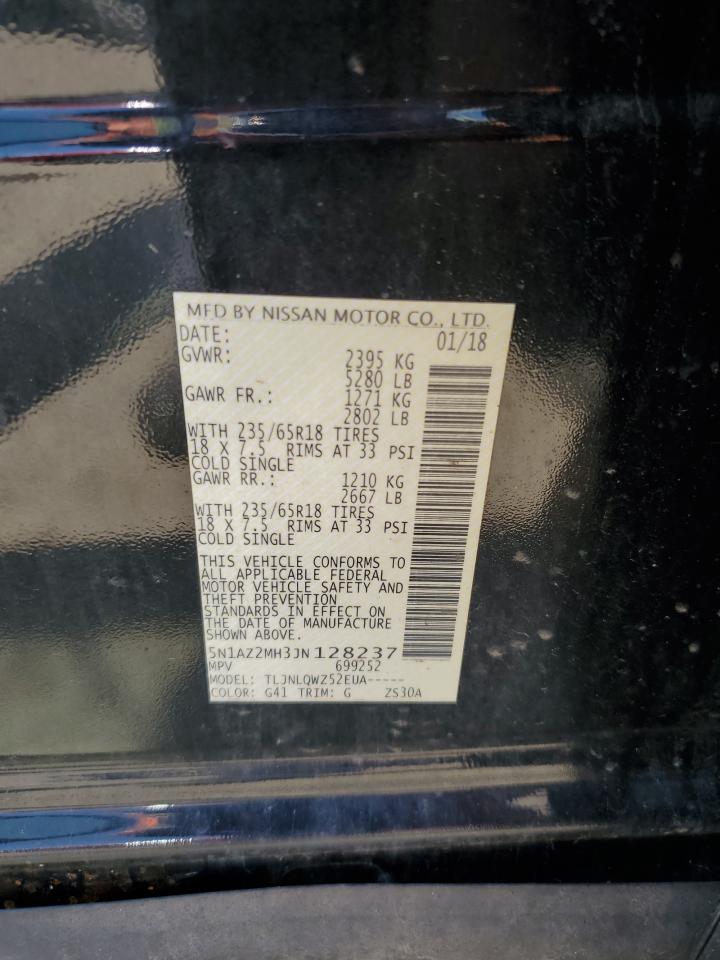 MFD BY NISSAN MOTOR CO., LTD.
DATE: 01/18
GVWR: 2395 KG
5280 LB
GAWR FR.: 1271 KG
2802 LB
WITH 235/65R18 TIRES
18 X 7.5 RIMS AT 33 PSI
COLD SINGLE
GAWR RR.: 1210 KG
2667 LB
WITH 235/65R18 TIRES
18 X 7.5 RIMS AT 33 PSI
COLD SINGLE
THIS VEHICLE CONFORMS TO
ALL APPLICABLE FEDERAL
MOTOR VEHICLE SAFETY AND
THEFT PREVENTION
STANDARDS IN EFFECT ON
THE DATE OF MANUFACTURE
SHOWN ABOVE.
5N1AZ2MH3JN128237
MPV 699252
MODEL: TLJNLQWZ52EUA-----
COLOR: G41 TRIM: G ZS30A